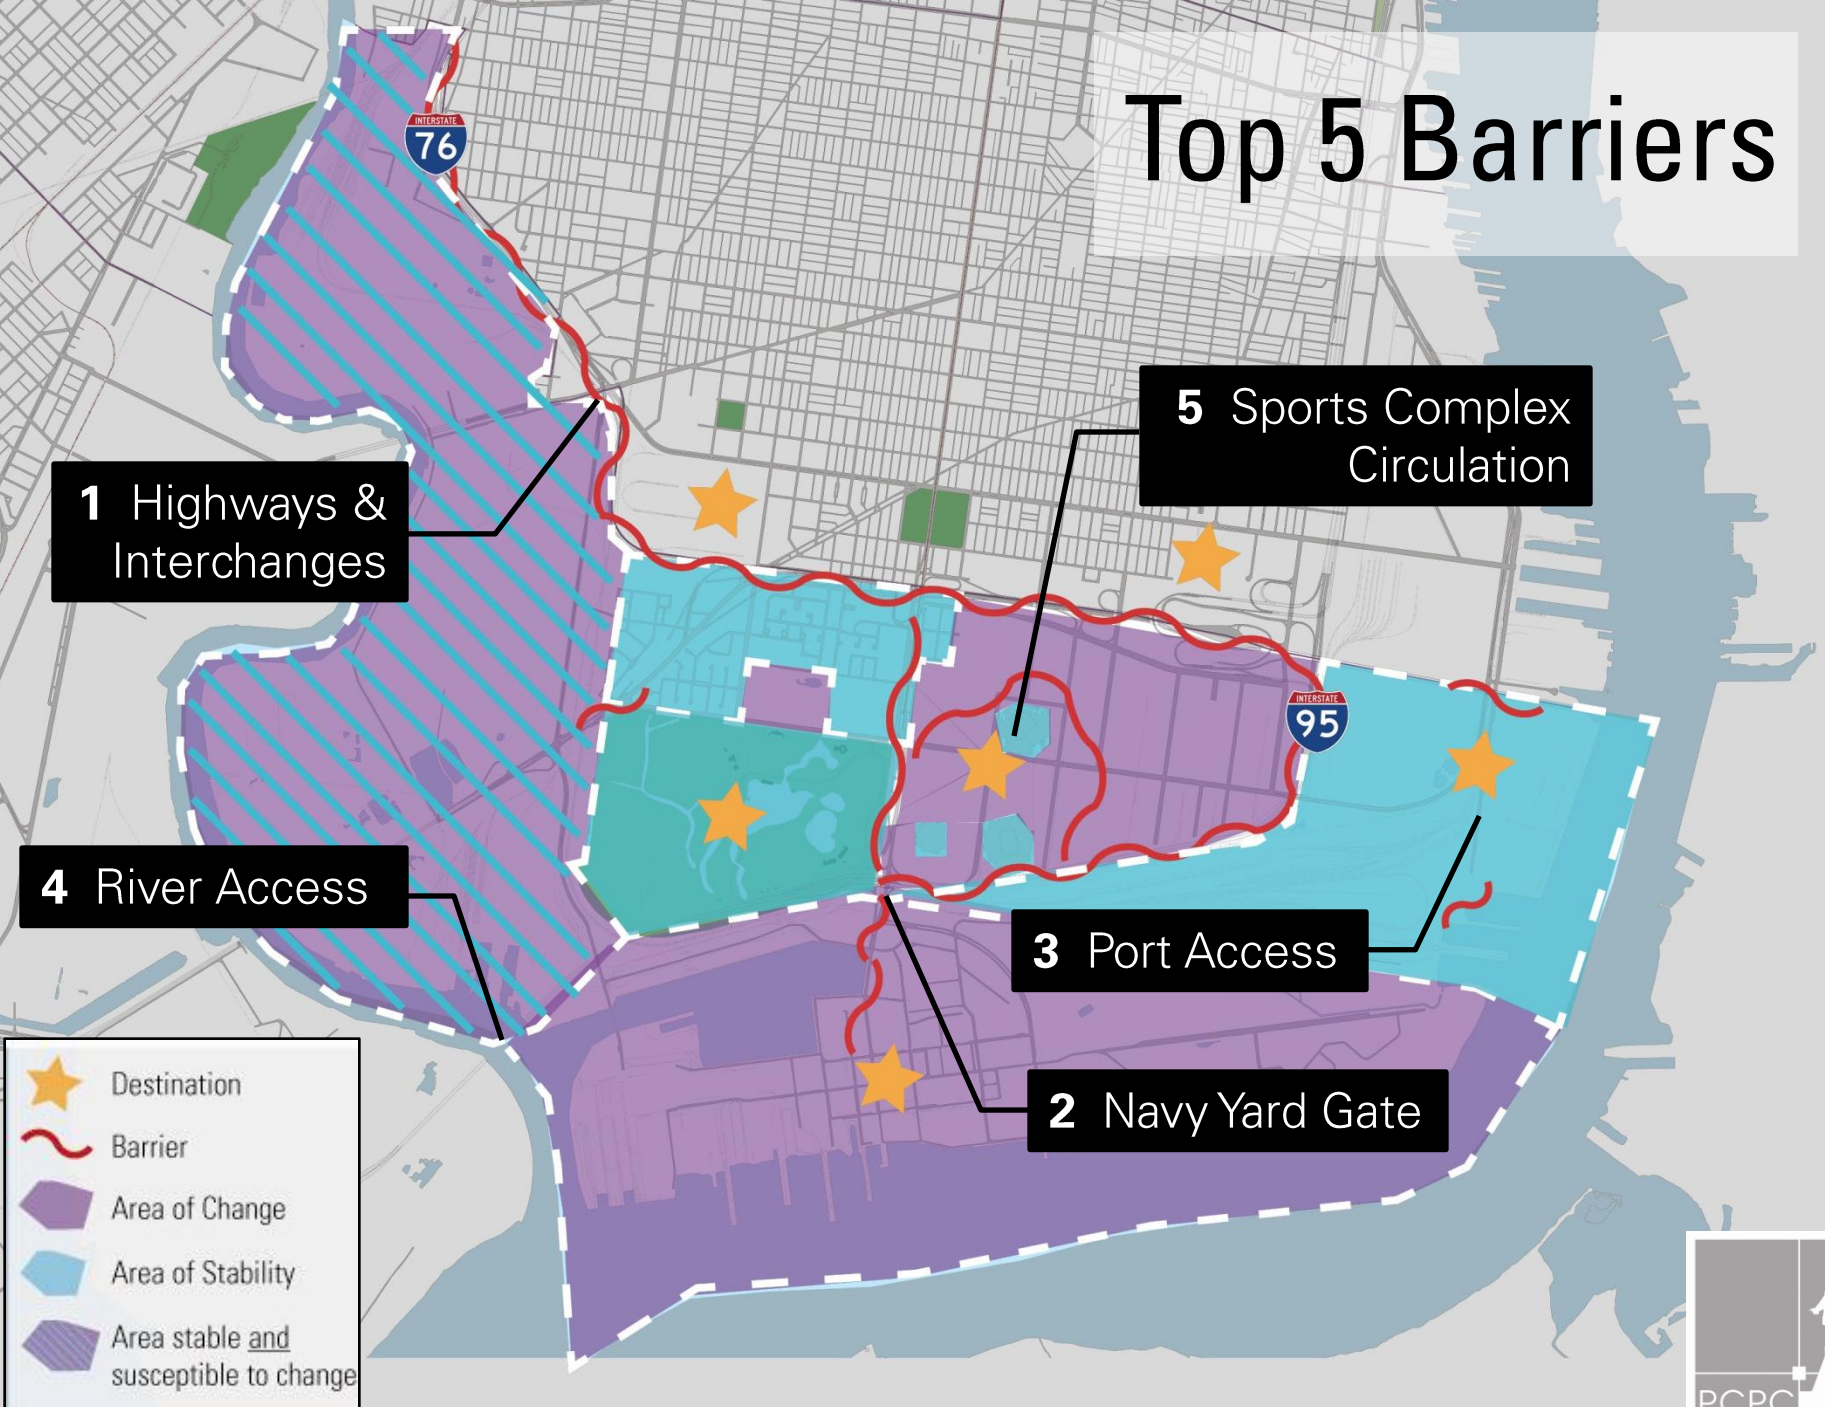 Top 5 Barriers
INTERSTATE
76
5 Sports Complex
Circulation
1 Highways &
Interchanges
INTERSTATE
95
4 River Access
3 Port Access
2 Navy Yard Gate
Destination
Barrier
Area of Change
Area of Stability
Area stable and
susceptible to change
PCPC